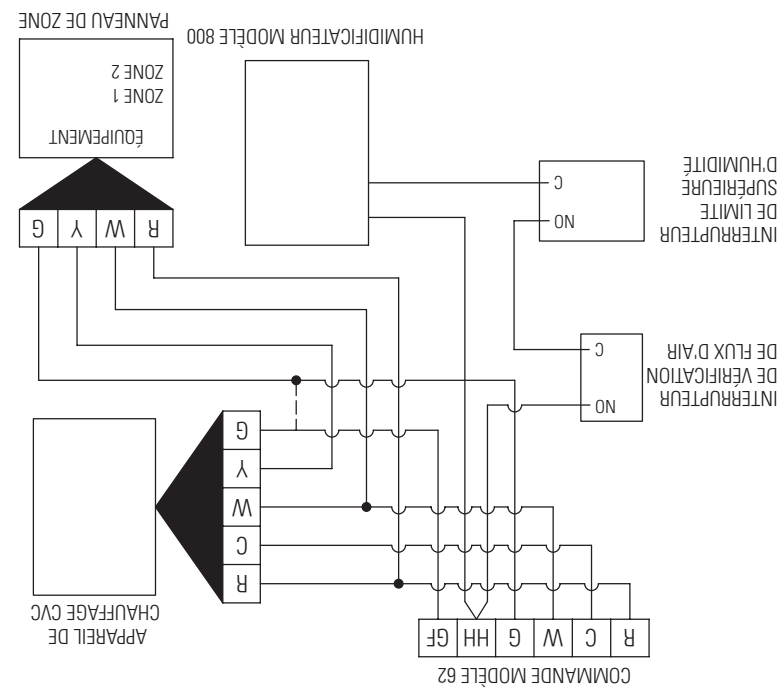 COMMANDE MODÈLE 62
R C W G HH GF
APPAREIL DE
CHAUFFAGE CVC
R
C
W
Y
G
INTERRUPTEUR
DE VÉRIFICATION
DE FLUX D'AIR
NO
C
INTERRUPTEUR
DE LIMITE
SUPÉRIEURE
D'HUMIDITÉ
NO
C
HUMIDIFICATEUR MODÈLE 800
R W Y G
ÉQUIPEMENT
ZONE 1
ZONE 2
PANNEAU DE ZONE